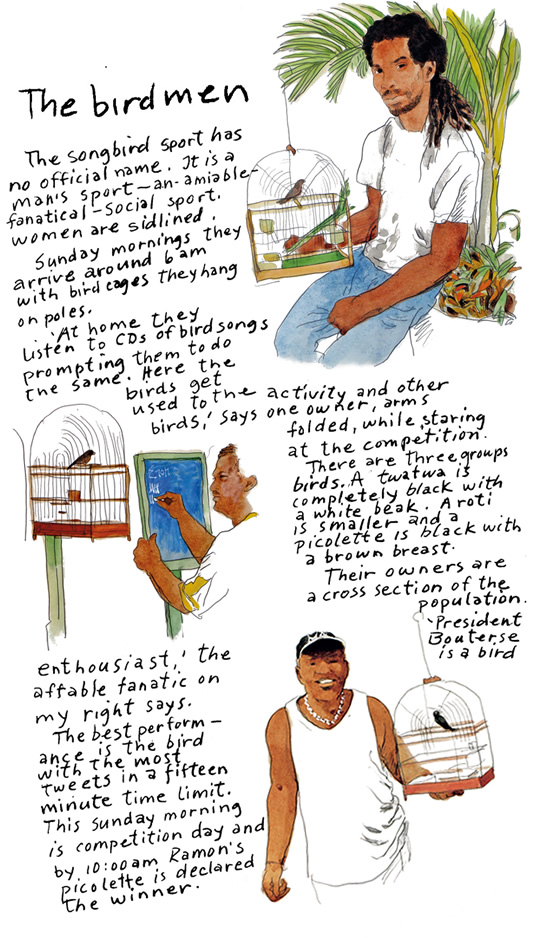 The birdmen
The songbird sport has
no official name. It is a
man's sport—an-amiable-
fanatical-social sport.
women are sidlined.
Sunday mornings they
arrive around 6am
with bird cages they hang
on poles.
'At home they
listen to CDs of bird songs
prompting them to do
the same. Here the
birds get
used to the activity and other
birds,' says one owner, arms
folded, while staring
at the competition.
There are three groups
birds. A twatwa is
completely black with
a white beak. A roti
is smaller and a
picolette is black with
a brown breast.
Their owners are
a cross section of the
population.
'President
Bouterse
is a bird
enthousiast,' the
affable fanatic on
my right says.
The best perform-
ance is the bird
with the most
tweets in a fifteen
minute time limit.
This Sunday morning
is competition day and
by 10:00am Ramon's
picolette is declared
the winner.